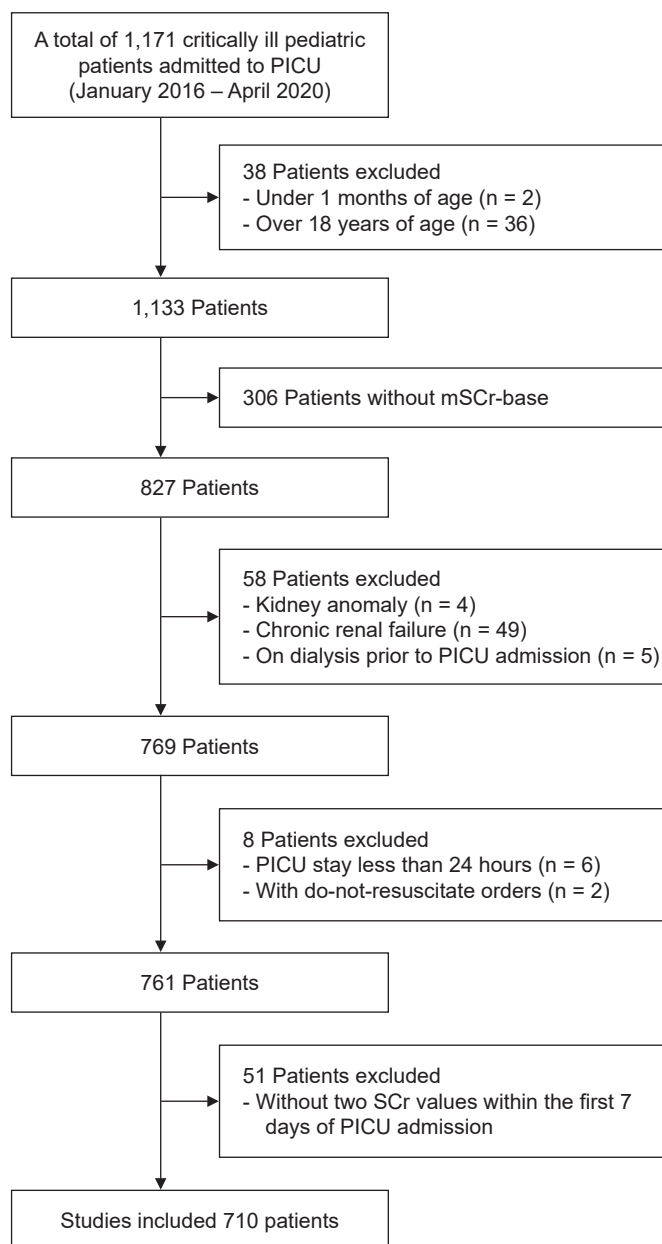 A total of 1,171 critically ill pediatric
patients admitted to PICU
(January 2016 – April 2020)
38 Patients excluded
- Under 1 months of age (n = 2)
- Over 18 years of age (n = 36)
1,133 Patients
306 Patients without mSCr-base
827 Patients
58 Patients excluded
- Kidney anomaly (n = 4)
- Chronic renal failure (n = 49)
- On dialysis prior to PICU admission (n = 5)
769 Patients
8 Patients excluded
- PICU stay less than 24 hours (n = 6)
- With do-not-resuscitate orders (n = 2)
761 Patients
51 Patients excluded
- Without two SCr values within the first 7
days of PICU admission
Studies included 710 patients